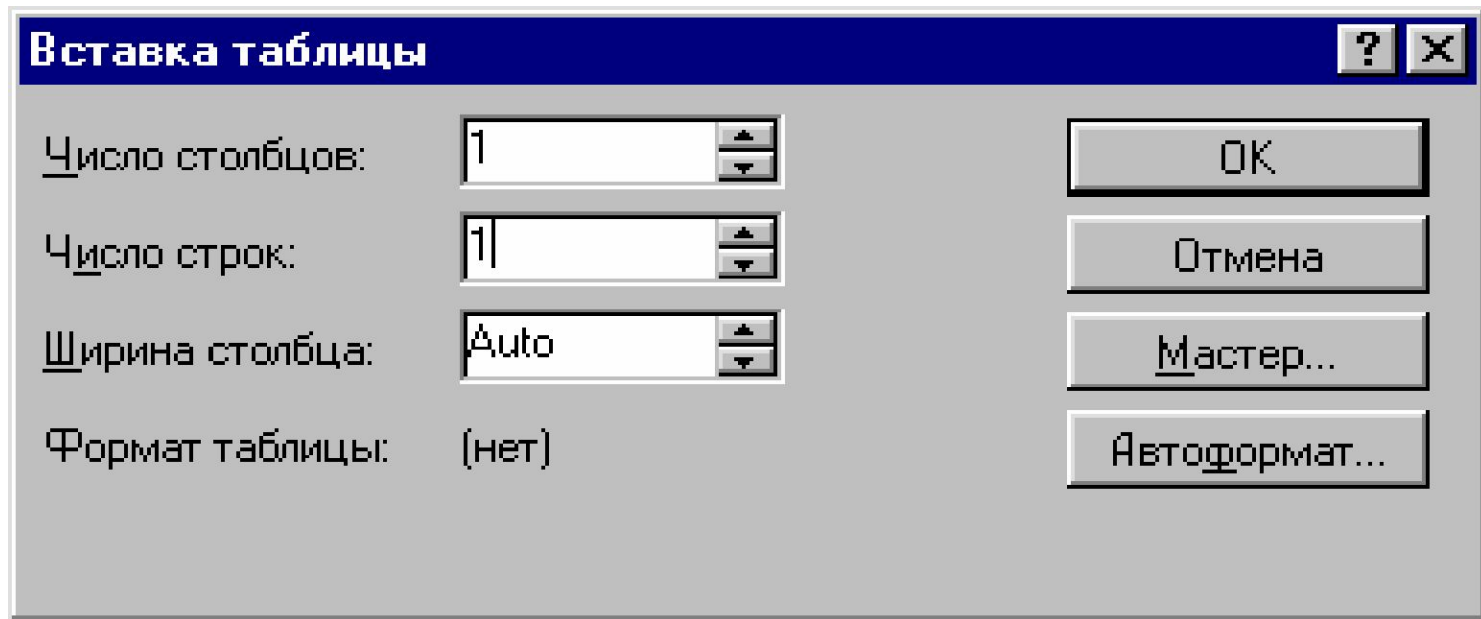 Вставка таблицы
Число столбцов: 1 OK
Число строк: 1 Отмена
Ширина столбца: Auto Мастер...
Формат таблицы: (нет) Автоформат...